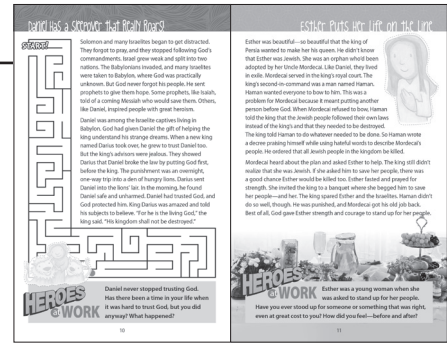 Daniel Has a Sleepover that Really Roars!
START!
Solomon and many Israelites began to get distracted.
They forgot to pray, and they stopped following God's
commandments. Israel grew weak and split into two
nations. The Babylonians invaded, and many Israelites
were taken to Babylon, where God was practically
unknown. But God never forgot his people. He sent
prophets to give them hope. Some prophets, like Isaiah,
told of a coming Messiah who would save them. Others,
like Daniel, inspired people with great heroism.
Daniel was among the Israelite captives living in
Babylon. God had given Daniel the gift of helping the
king understand his strange dreams. When a new king
named Darius took over, he grew to trust Daniel too.
But the king's advisors were jealous. They showed
Darius that Daniel broke the law by putting God first,
before the king. The punishment was an overnight,
one-way trip into a den of hungry lions. Darius sent
Daniel into the lions' lair. In the morning, he found
Daniel safe and unharmed. Daniel had trusted God, and
God protected him. King Darius was amazed and told
his subjects to believe. "For he is the living God," the
king said. "His kingdom shall not be destroyed."
HEROES at WORK
Daniel never stopped trusting God.
Has there been a time in your life when
it was hard to trust God, but you did
anyway? What happened?
10
Esther Puts Her Life on the Line
Esther was beautiful—so beautiful that the king of
Persia wanted to make her his queen. He didn't know
that Esther was Jewish. She was an orphan who'd been
adopted by her Uncle Mordecai. Like Daniel, they lived
in exile. Mordecai served in the king's royal court. The
king's second-in-command was a man named Haman.
Haman wanted everyone to bow to him. This was a
problem for Mordecai because it meant putting another
person before God. When Mordecai refused to bow, Haman
told the king that the Jewish people followed their own laws
instead of the king's and that they needed to be destroyed.
The king told Haman to do whatever needed to be done. So Haman wrote
a decree praising himself while using hateful words to describe Mordecai's
people. He ordered that all Jewish people in the kingdom be killed.
Mordecai heard about the plan and asked Esther to help. The king still didn't
realize that she was Jewish. If she asked him to save her people, there was
a good chance Esther would be killed too. Esther fasted and prayed for
strength. She invited the king to a banquet where she begged him to save
her people—and her. The king spared Esther and the Israelites. Haman didn't
do so well, though. He was punished, and Mordecai got his old job back.
Best of all, God gave Esther strength and courage to stand up for her people.
HEROES at WORK
Esther was a young woman when she
was asked to stand up for her people.
Have you ever stood up for someone or something that was right,
even at great cost to you? How did you feel—before and after?
11